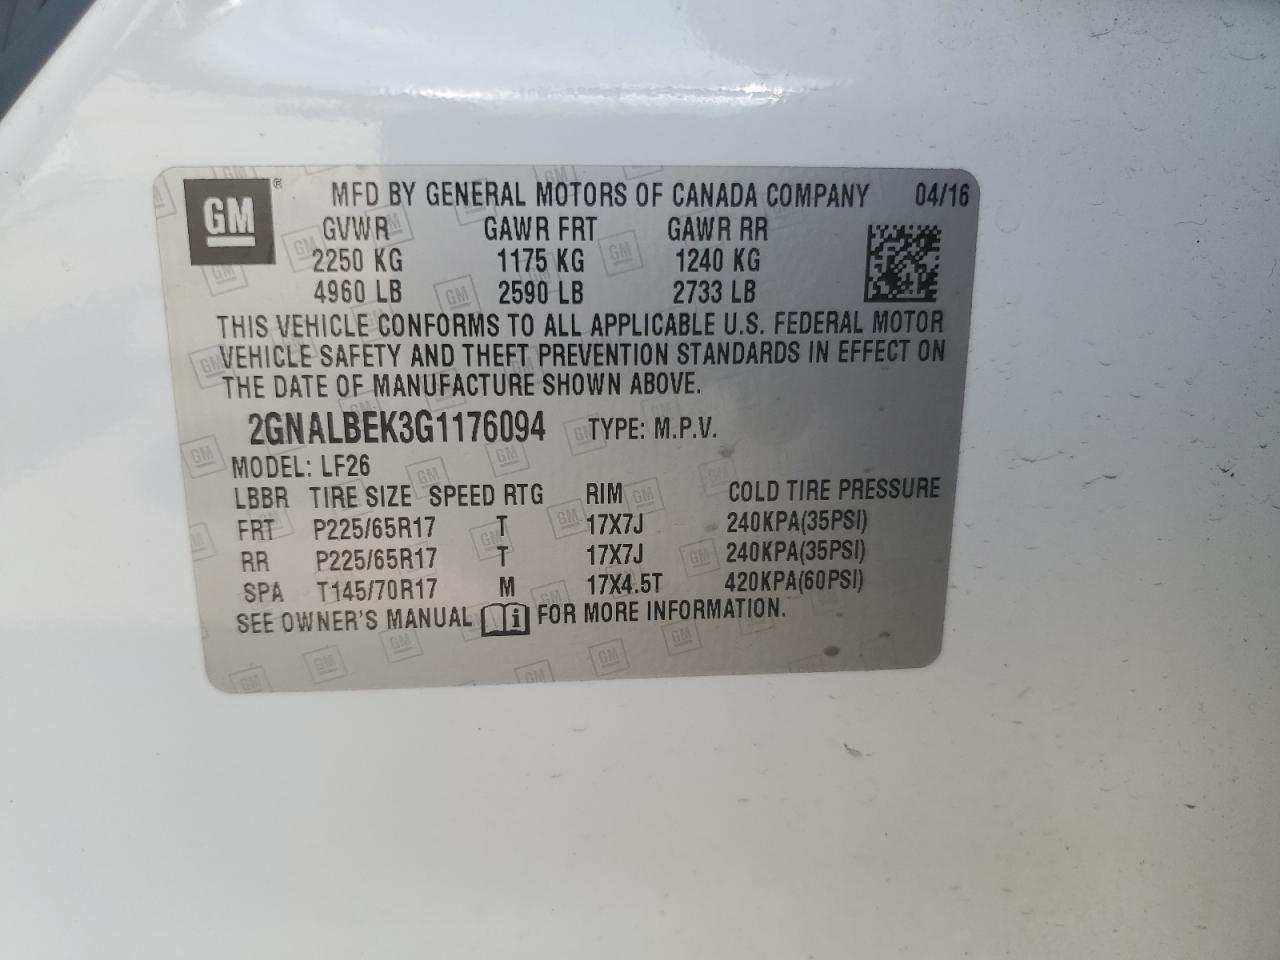 GM ® MFD BY GENERAL MOTORS OF CANADA COMPANY 04/16
GVWR GAWR FRT GAWR RR
2250 KG 1175 KG 1240 KG
4960 LB 2590 LB 2733 LB
THIS VEHICLE CONFORMS TO ALL APPLICABLE U.S. FEDERAL MOTOR
VEHICLE SAFETY AND THEFT PREVENTION STANDARDS IN EFFECT ON
THE DATE OF MANUFACTURE SHOWN ABOVE.
2GNALBEK3G1176094 TYPE: M.P.V.
MODEL: LF26
LBBR TIRE SIZE SPEED RTG RIM COLD TIRE PRESSURE
FRT P225/65R17 T 17X7J 240KPA(35PSI)
RR P225/65R17 T 17X7J 240KPA(35PSI)
SPA T145/70R17 M 17X4.5T 420KPA(60PSI)
SEE OWNER'S MANUAL i FOR MORE INFORMATION.